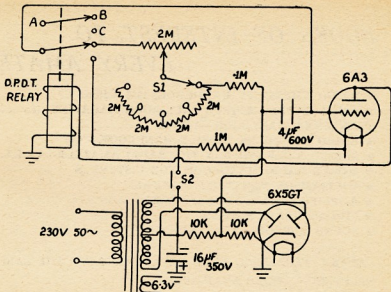 A
B
C
2M
S1
·1M
6A3
D.P.D.T.
RELAY
2M
2M
2M
2M
4µF
600V
1M
S2
6X5GT
230V 50~
10K
10K
16µF
350V
6·3v